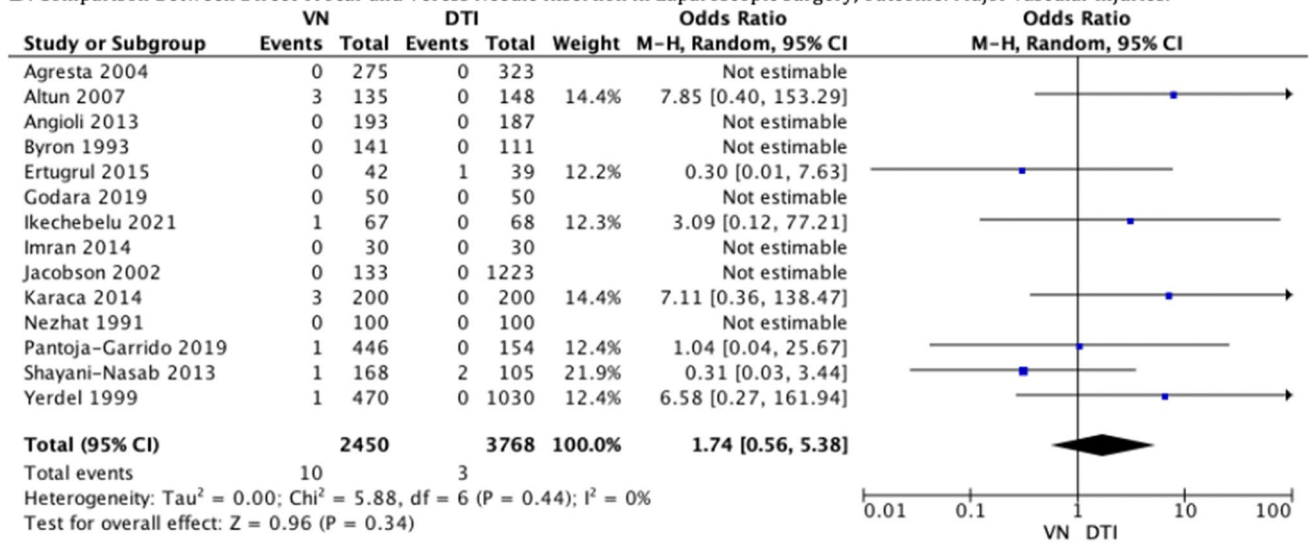 VN DTI Odds Ratio Odds Ratio
Study or Subgroup Events Total Events Total Weight M-H, Random, 95% CI M-H, Random, 95% CI
Agresta 2004 0 275 0 323 Not estimable
Altun 2007 3 135 0 148 14.4% 7.85 [0.40, 153.29]
Angioli 2013 0 193 0 187 Not estimable
Byron 1993 0 141 0 111 Not estimable
Ertugrul 2015 0 42 1 39 12.2% 0.30 [0.01, 7.63]
Godara 2019 0 50 0 50 Not estimable
Ikechebelu 2021 1 67 0 68 12.3% 3.09 [0.12, 77.21]
Imran 2014 0 30 0 30 Not estimable
Jacobson 2002 0 133 0 1223 Not estimable
Karaca 2014 3 200 0 200 14.4% 7.11 [0.36, 138.47]
Nezhat 1991 0 100 0 100 Not estimable
Pantoja-Garrido 2019 1 446 0 154 12.4% 1.04 [0.04, 25.67]
Shayani-Nasab 2013 1 168 2 105 21.9% 0.31 [0.03, 3.44]
Yerdel 1999 1 470 0 1030 12.4% 6.58 [0.27, 161.94]
Total (95% CI) 2450 3768 100.0% 1.74 [0.56, 5.38]
Total events 10 3
Heterogeneity: Tau² = 0.00; Chi² = 5.88, df = 6 (P = 0.44); I² = 0%
Test for overall effect: Z = 0.96 (P = 0.34)
0.01 0.1 1 10 100
VN DTI